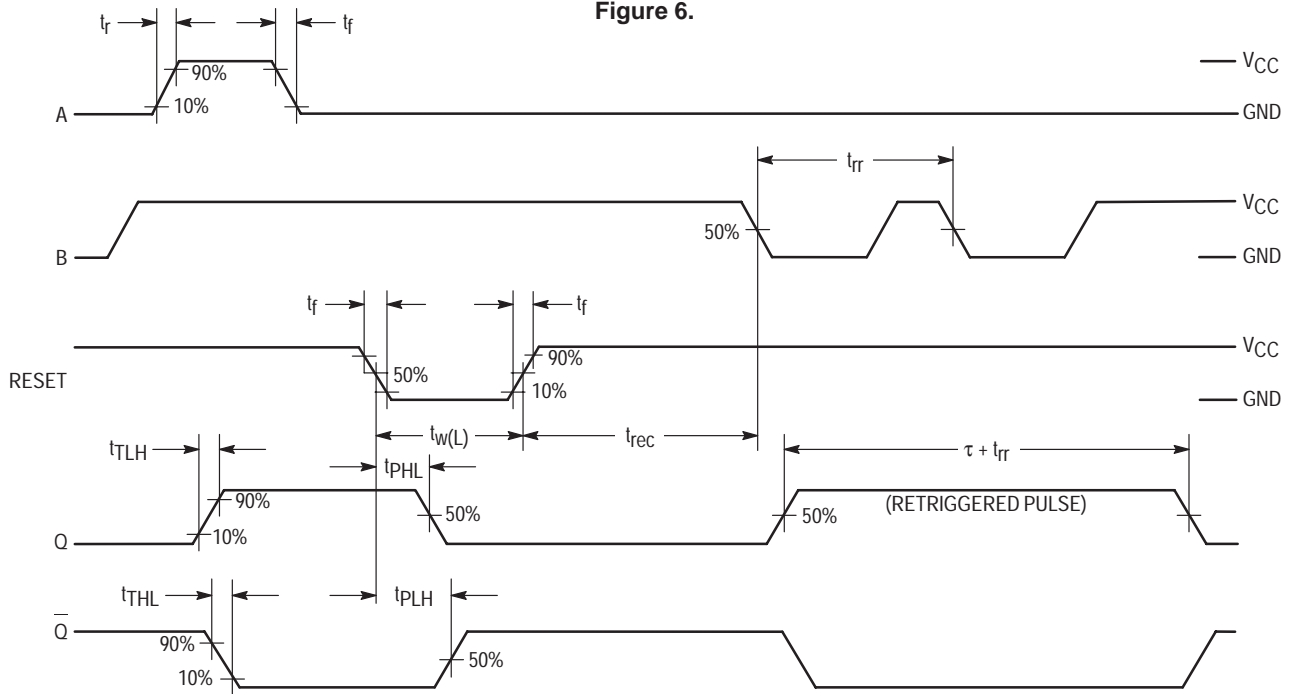 Figure 6.
tr
tf
90%
10%
A
VCC
GND
trr
50%
B
VCC
GND
tf
tf
50%
90%
10%
RESET
VCC
GND
tw(L)
trec
tTLH
tPHL
τ + trr
90%
10%
50%
50%
(RETRIGGERED PULSE)
Q
tTHL
tPLH
Q̅
90%
10%
50%